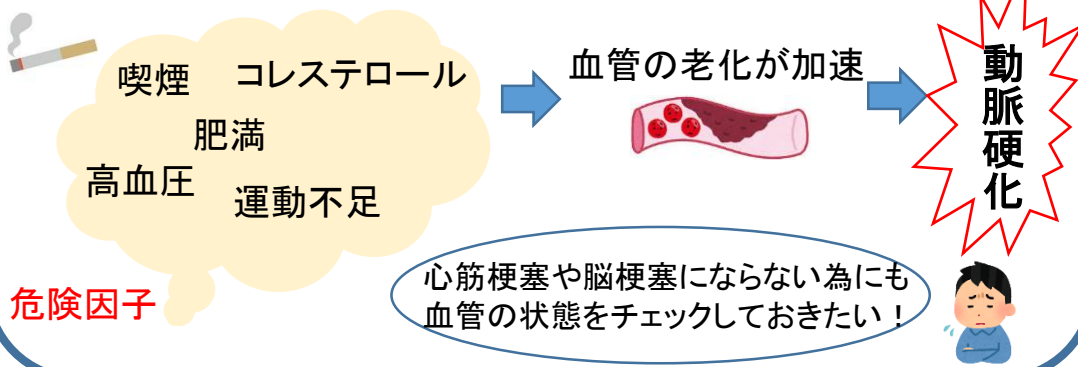 喫煙
コレステロール
肥満
高血圧
運動不足
危険因子
血管の老化が加速
動脈硬化
心筋梗塞や脳梗塞にならない為にも
血管の状態をチェックしておきたい！